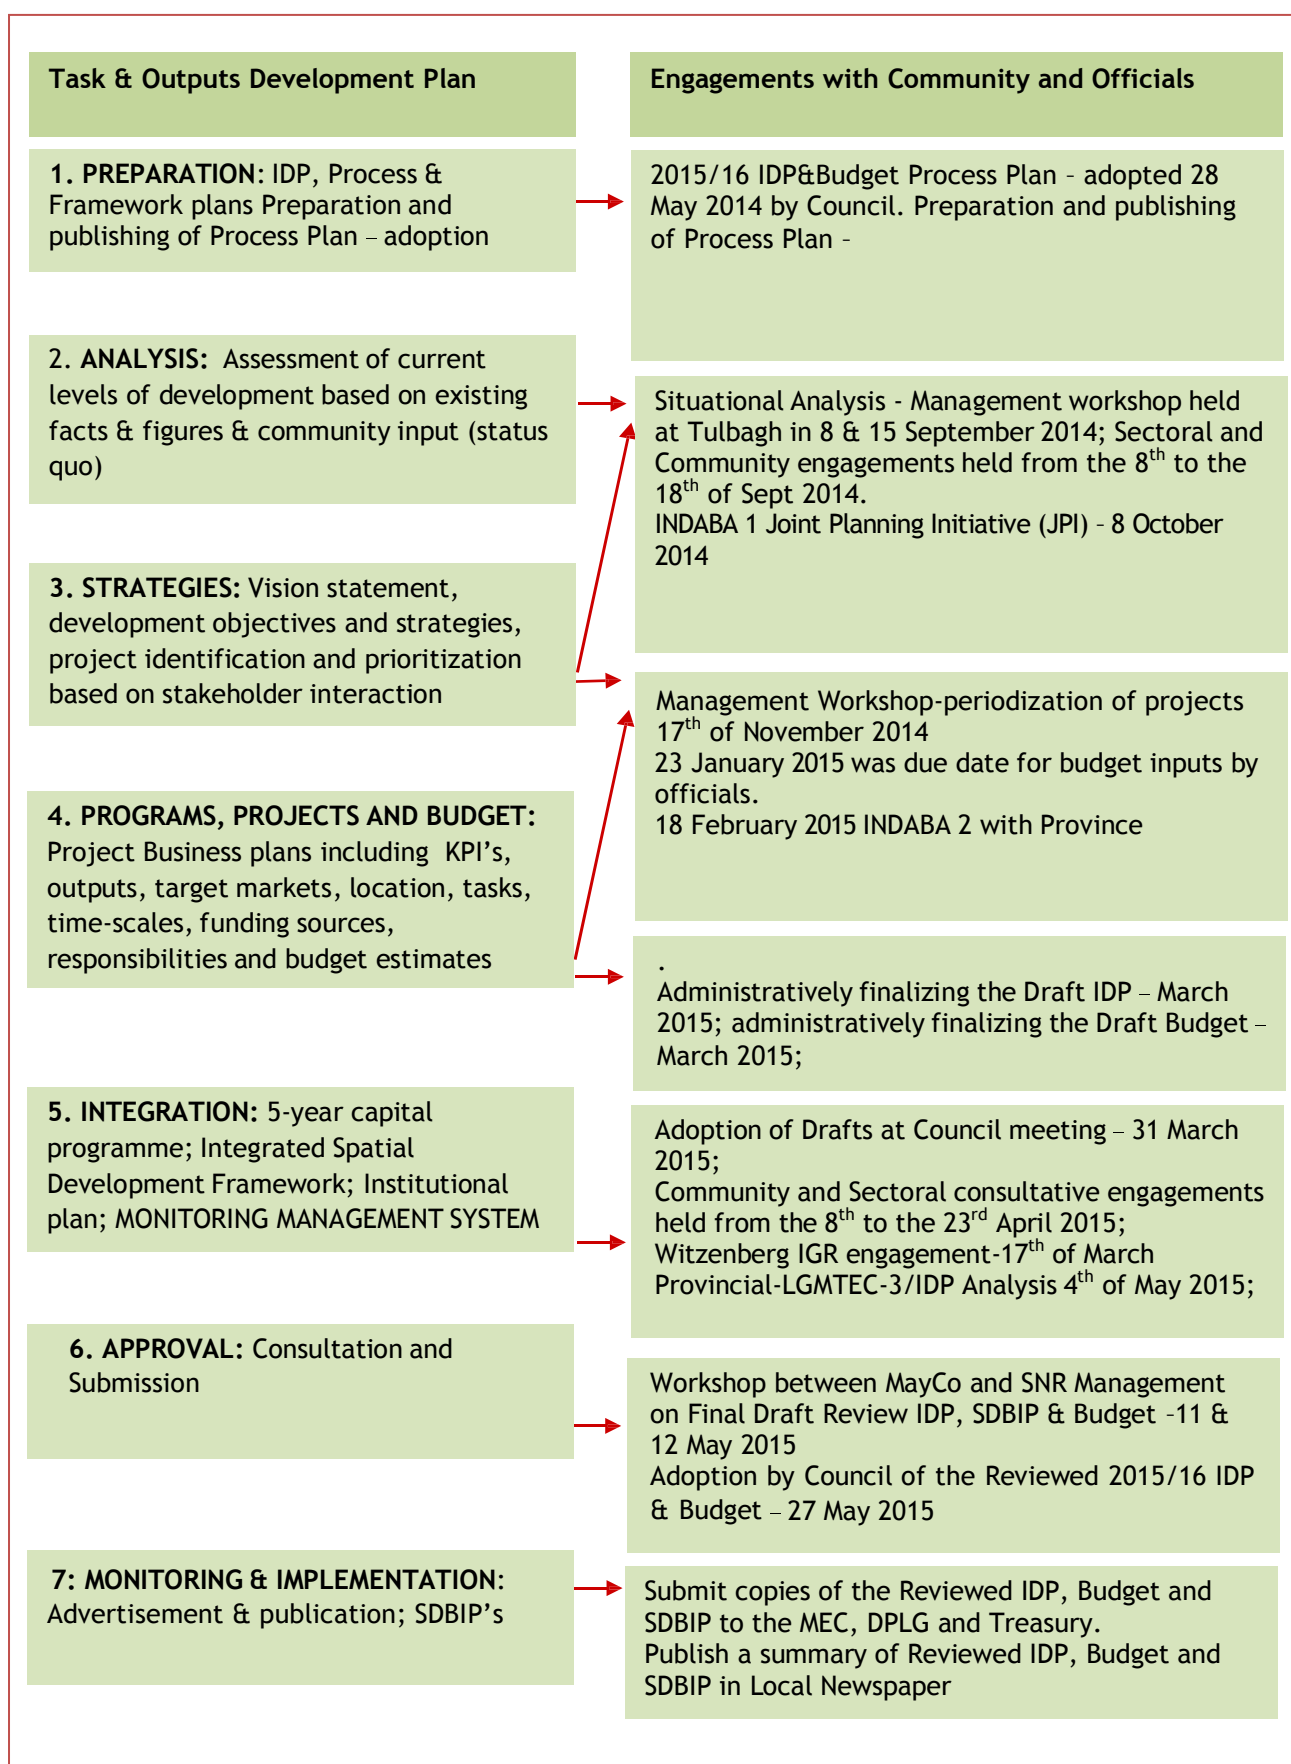 Task & Outputs Development Plan
Engagements with Community and Officials
1. PREPARATION: IDP, Process &
Framework plans Preparation and
publishing of Process Plan – adoption
2015/16 IDP&Budget Process Plan – adopted 28
May 2014 by Council. Preparation and publishing
of Process Plan –
2. ANALYSIS: Assessment of current
levels of development based on existing
facts & figures & community input (status
quo)
Situational Analysis - Management workshop held
at Tulbagh in 8 & 15 September 2014; Sectoral and
Community engagements held from the 8th to the
18th of Sept 2014.
INDABA 1 Joint Planning Initiative (JPI) – 8 October
2014
3. STRATEGIES: Vision statement,
development objectives and strategies,
project identification and prioritization
based on stakeholder interaction
Management Workshop-periodization of projects
17th of November 2014
23 January 2015 was due date for budget inputs by
officials.
18 February 2015 INDABA 2 with Province
4. PROGRAMS, PROJECTS AND BUDGET:
Project Business plans including KPI’s,
outputs, target markets, location, tasks,
time-scales, funding sources,
responsibilities and budget estimates
.
Administratively finalizing the Draft IDP – March
2015; administratively finalizing the Draft Budget –
March 2015;
5. INTEGRATION: 5-year capital
programme; Integrated Spatial
Development Framework; Institutional
plan; MONITORING MANAGEMENT SYSTEM
Adoption of Drafts at Council meeting – 31 March
2015;
Community and Sectoral consultative engagements
held from the 8th to the 23rd April 2015;
Witzenberg IGR engagement-17th of March
Provincial-LGMTEC-3/IDP Analysis 4th of May 2015;
6. APPROVAL: Consultation and
Submission
Workshop between MayCo and SNR Management
on Final Draft Review IDP, SDBIP & Budget –11 &
12 May 2015
Adoption by Council of the Reviewed 2015/16 IDP
& Budget – 27 May 2015
7: MONITORING & IMPLEMENTATION:
Advertisement & publication; SDBIP’s
Submit copies of the Reviewed IDP, Budget and
SDBIP to the MEC, DPLG and Treasury.
Publish a summary of Reviewed IDP, Budget and
SDBIP in Local Newspaper